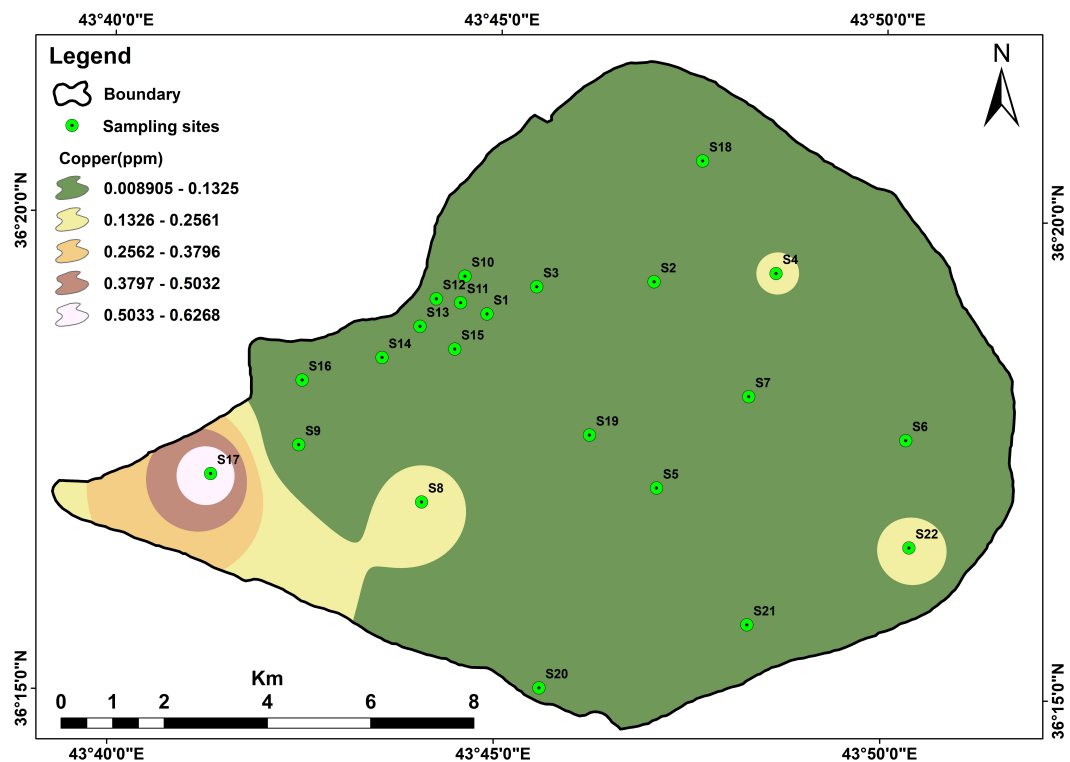 43°40'0"E 43°45'0"E 43°50'0"E
Legend
N
Boundary
Sampling sites
Copper(ppm)
0.008905 - 0.1325
0.1326 - 0.2561
0.2562 - 0.3796
0.3797 - 0.5032
0.5033 - 0.6268
36°20'0"N
36°20'0"N
S18
S4
S10
S2
S3
S12
S11
S1
S13
S15
S14
S16
S7
S19
S6
S9
S17
S5
S8
S22
S21
S20
36°15'0"N
36°15'0"N
Km
0 1 2 4 6 8
43°40'0"E 43°45'0"E 43°50'0"E